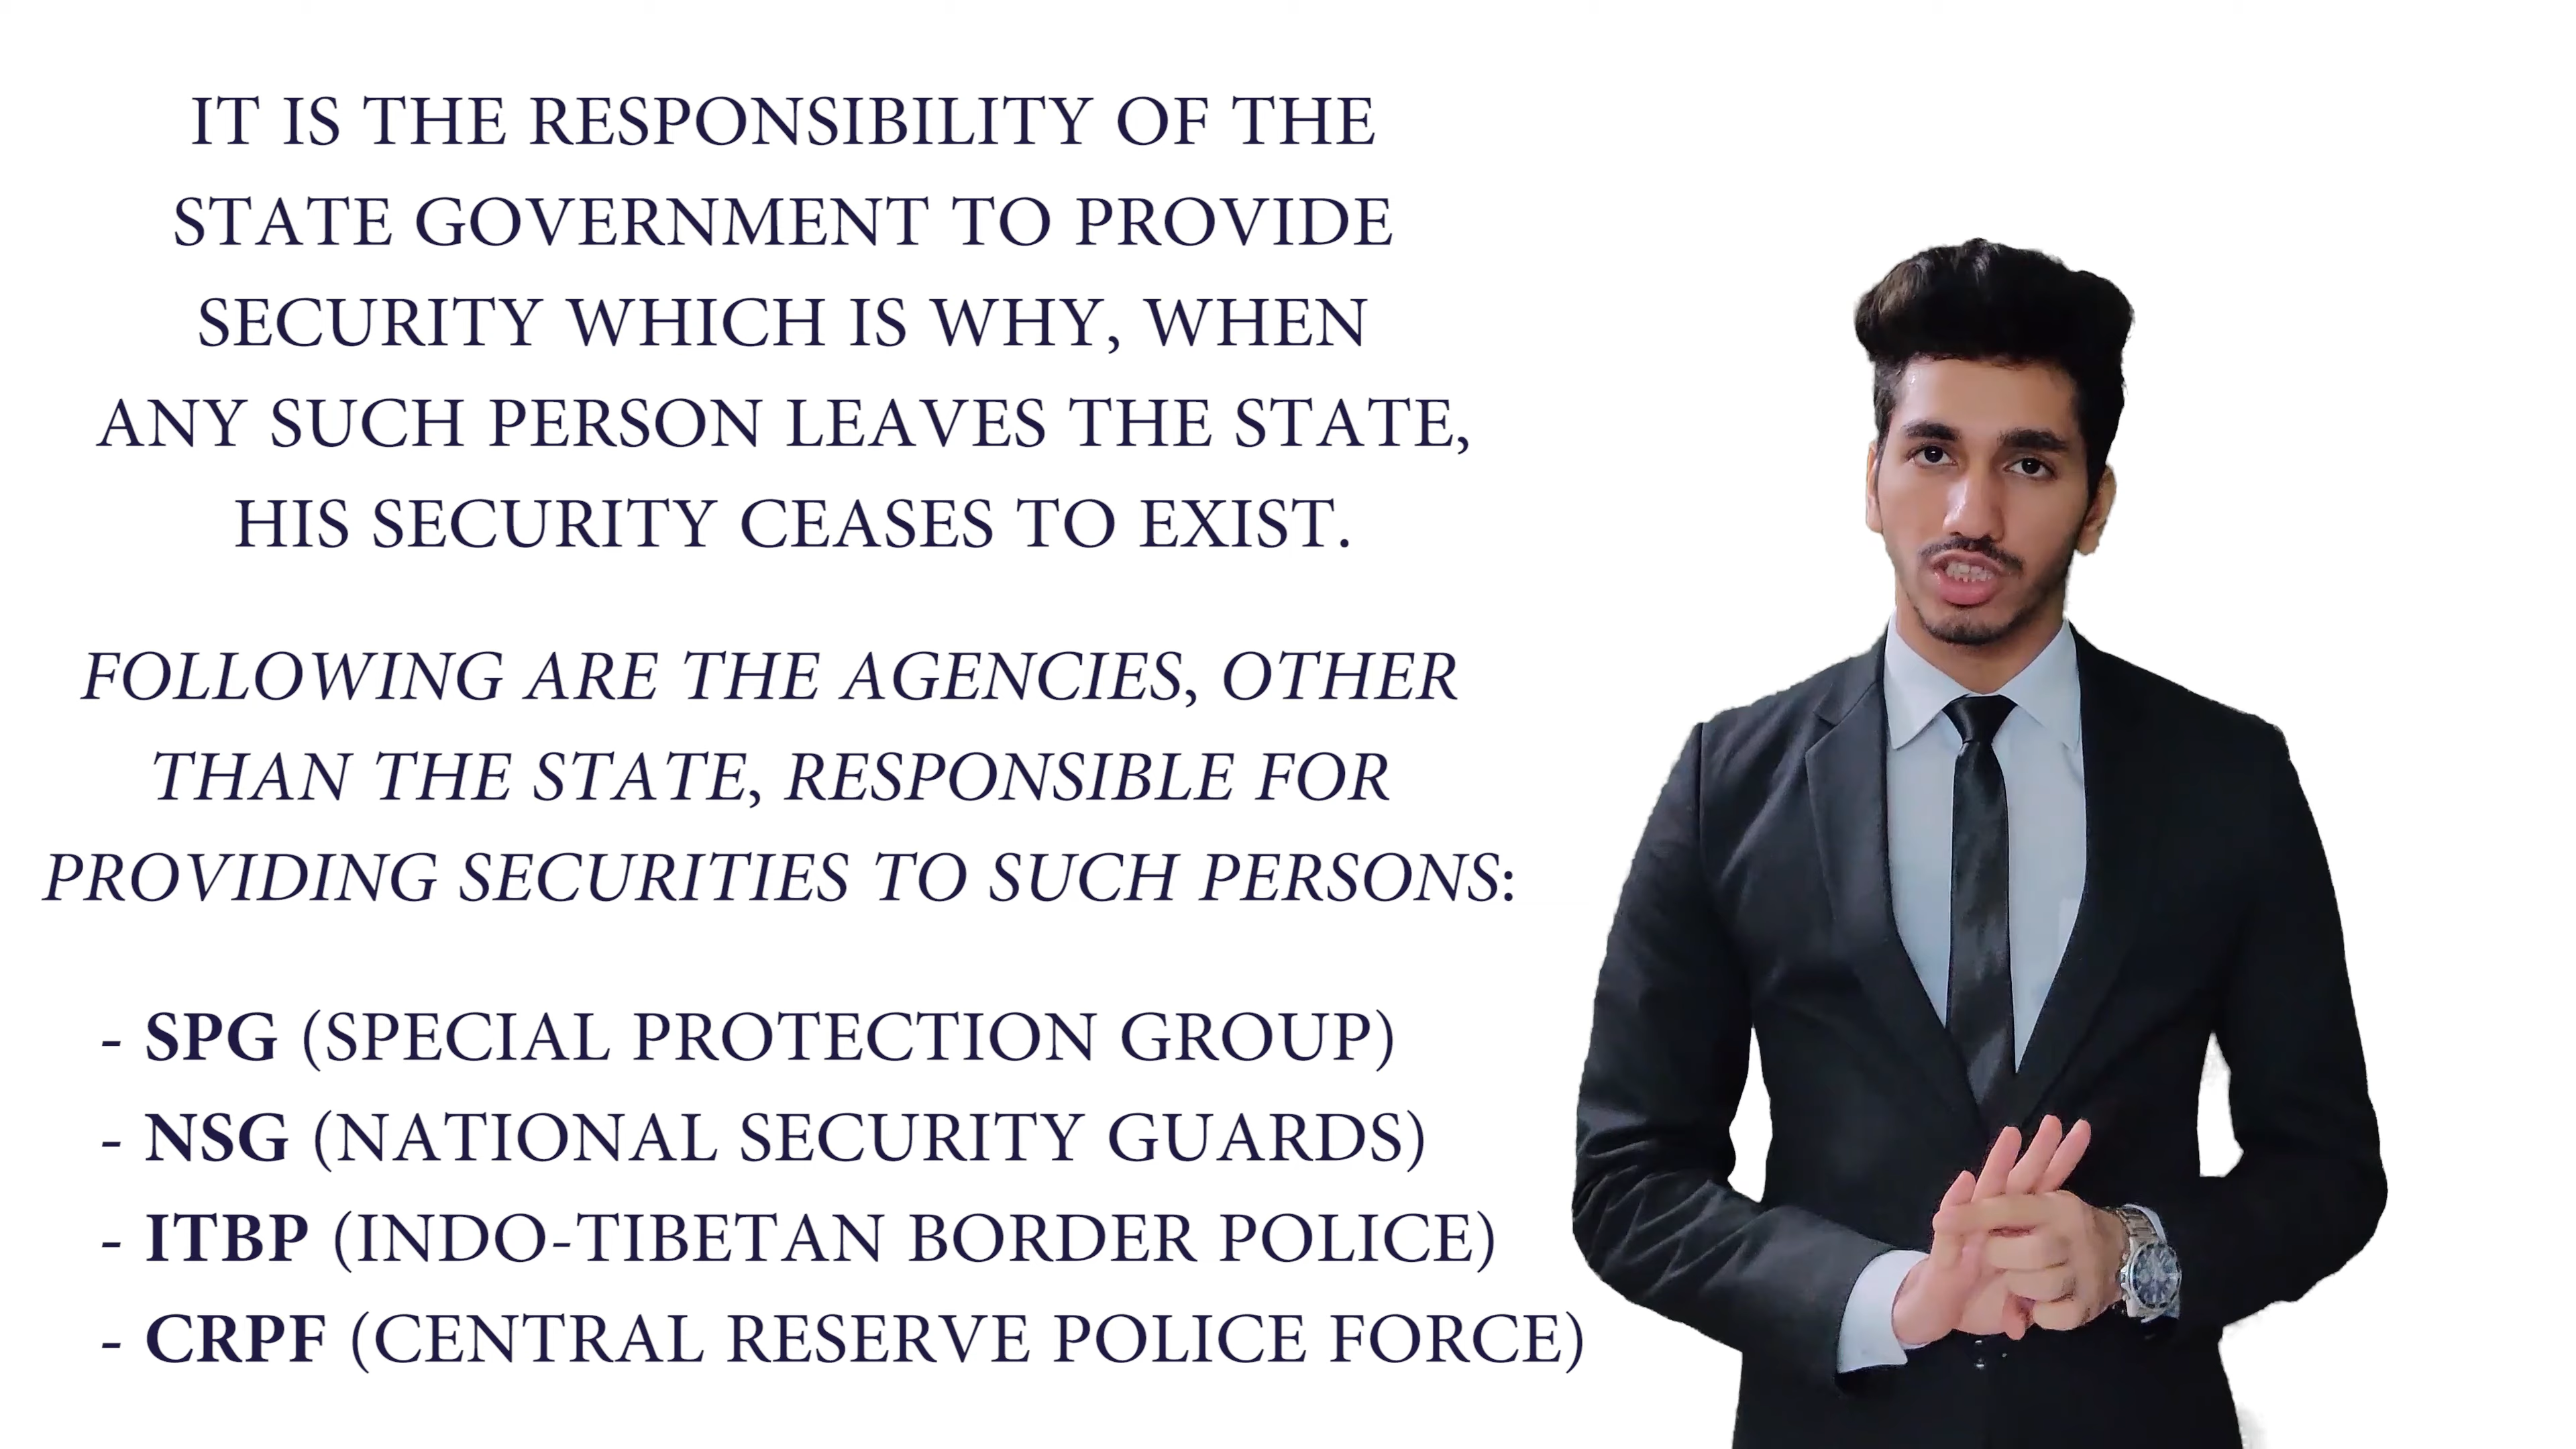 IT IS THE RESPONSIBILITY OF THE
STATE GOVERNMENT TO PROVIDE
SECURITY WHICH IS WHY, WHEN
ANY SUCH PERSON LEAVES THE STATE,
HIS SECURITY CEASES TO EXIST.
FOLLOWING ARE THE AGENCIES, OTHER
THAN THE STATE, RESPONSIBLE FOR
PROVIDING SECURITIES TO SUCH PERSONS:
- SPG (SPECIAL PROTECTION GROUP)
- NSG (NATIONAL SECURITY GUARDS)
- ITBP (INDO-TIBETAN BORDER POLICE)
- CRPF (CENTRAL RESERVE POLICE FORCE)